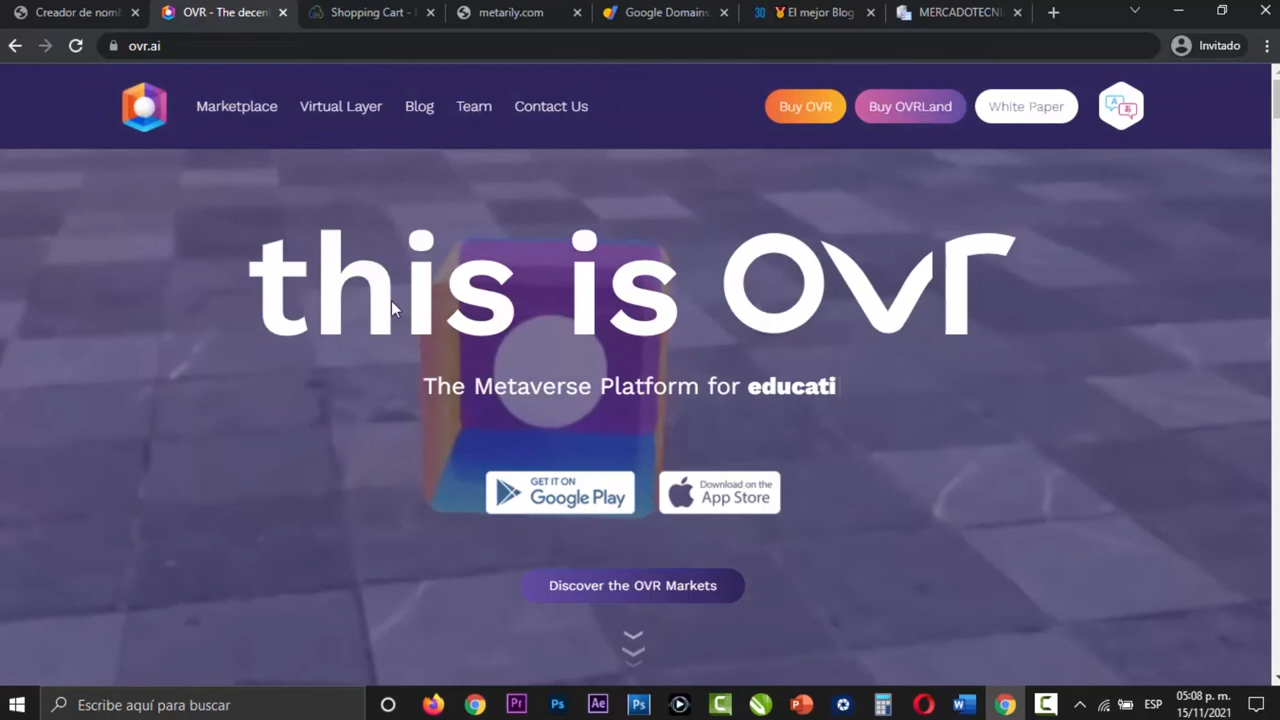 Creador de nomb
OVR - The decen
Shopping Cart -
metarily.com
Google Domains:
30 El mejor Blog
MERCADOTECNI
ovr.ai
Invitado
Marketplace
Virtual Layer
Blog
Team
Contact Us
Buy OVR
Buy OVRLand
White Paper
this is OVR
The Metaverse Platform for educati
GET IT ON
Google Play
Download on the
App Store
Discover the OVR Markets
Escribe aquí para buscar
ESP
05:08 p. m.
15/11/2021